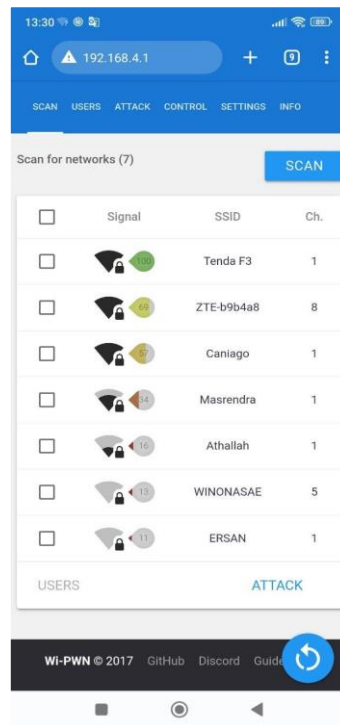 13:30 89
192.168.4.1 9
SCAN USERS ATTACK CONTROL SETTINGS INFO
Scan for networks (7)
SCAN
Signal SSID Ch.
100 Tenda F3 1
69 ZTE-b9b4a8 8
57 Caniago 1
34 Masrendra 1
16 Athallah 1
13 WINONASAE 5
11 ERSAN 1
USERS ATTACK
Wi-PWN © 2017 GitHub Discord Guide